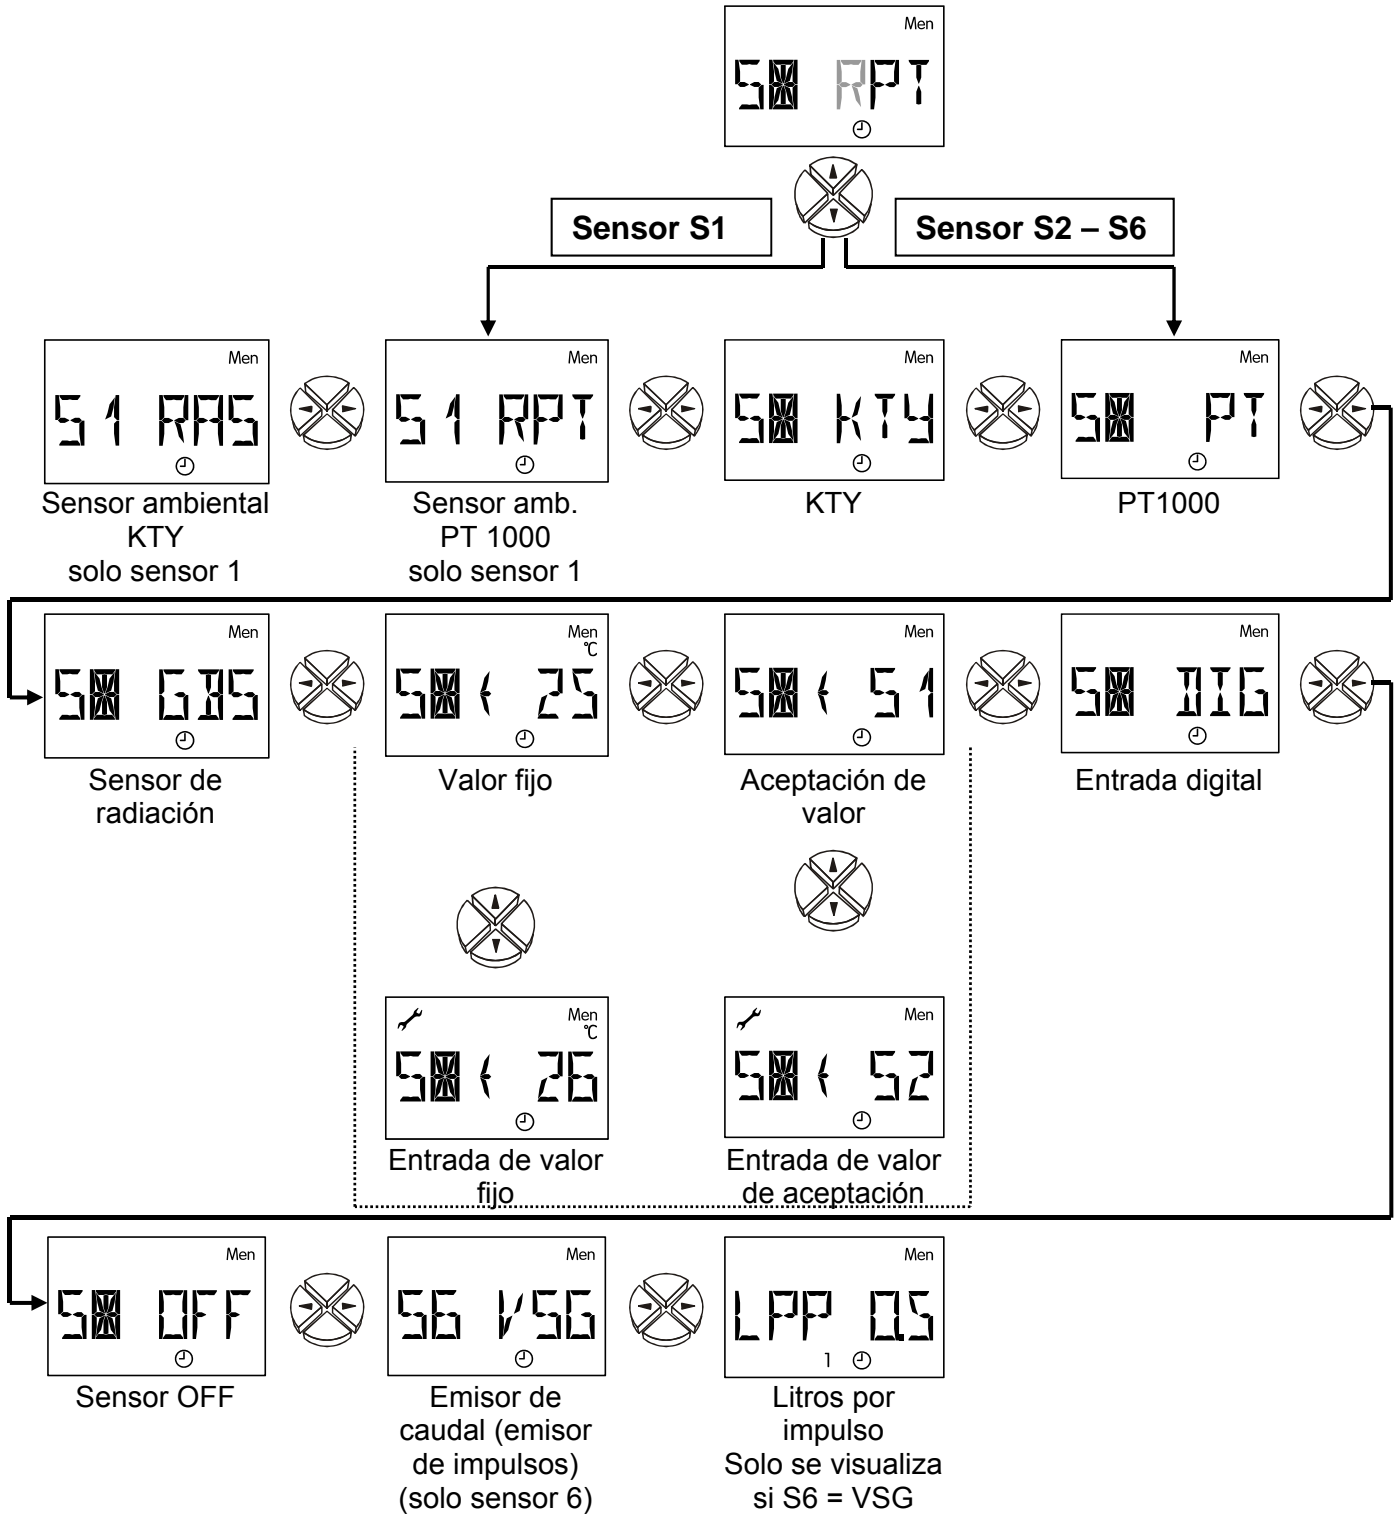 Men
S* RPT
Sensor S1
Sensor S2 – S6
Men
S1 RAS
Men
S1 RPT
Men
S* KTY
Men
S* PT
Sensor ambiental
KTY
solo sensor 1
Sensor amb.
PT 1000
solo sensor 1
KTY
PT1000
Men
S* GBS
Men
°C
S* < 25
Men
S* < S1
Men
S* DIG
Sensor de
radiación
Valor fijo
Aceptación de
valor
Entrada digital
Men
°C
S* < 26
Men
S* < S2
Entrada de valor
fijo
Entrada de valor
de aceptación
Men
S* OFF
Men
S6 VSG
Men
LPP 0.5
1
Sensor OFF
Emisor de
caudal (emisor
de impulsos)
(solo sensor 6)
Litros por
impulso
Solo se visualiza
si S6 = VSG